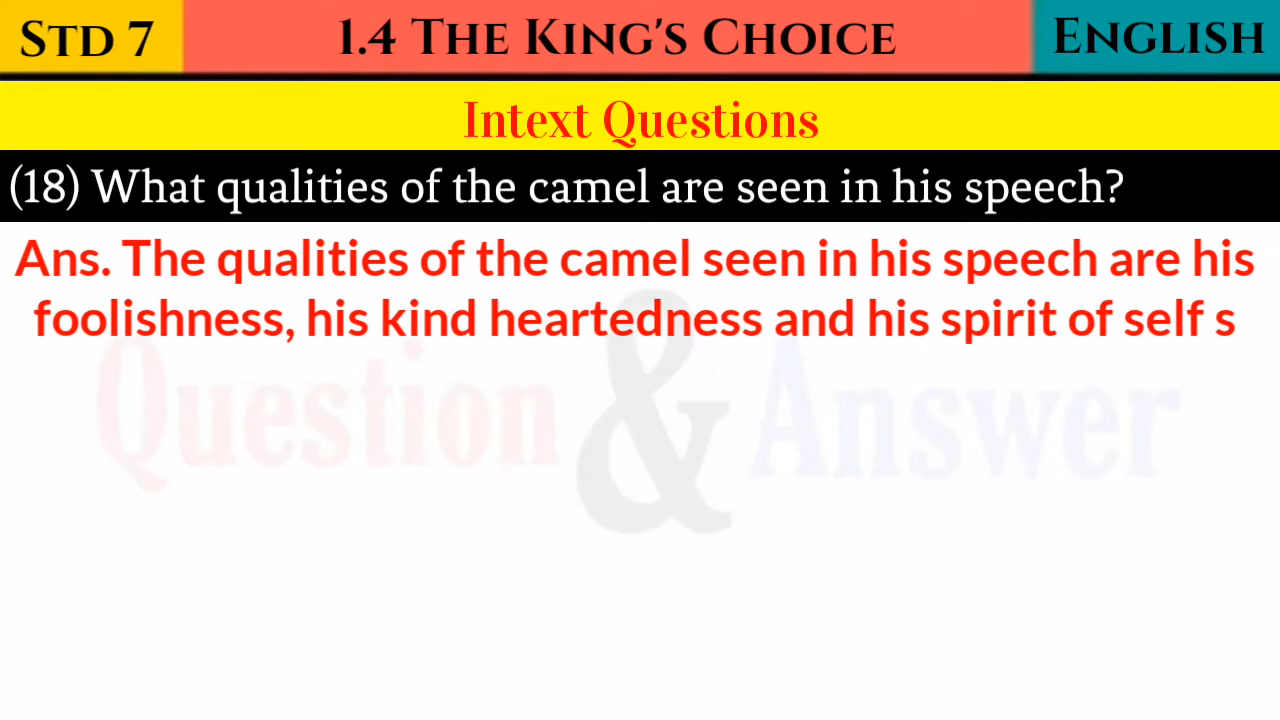 STD 7 1.4 THE KING'S CHOICE ENGLISH
Intext Questions
(18) What qualities of the camel are seen in his speech?
Ans. The qualities of the camel seen in his speech are his
foolishness, his kind heartedness and his spirit of self s
Question & Answer